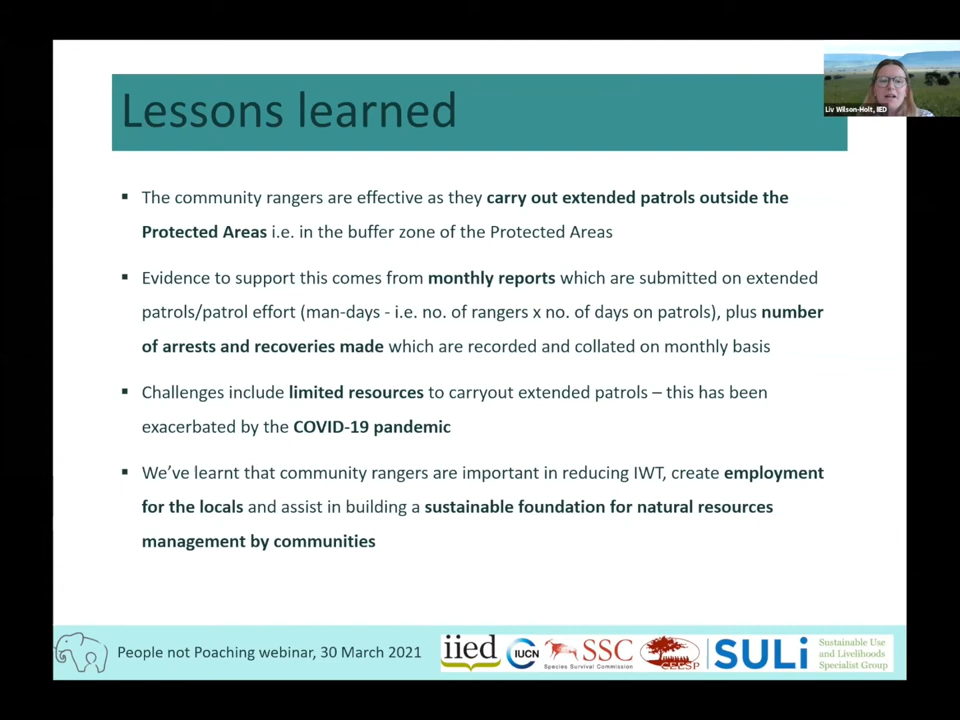 Liv Wilson-Holt, IIED
Lessons learned
▪ The community rangers are effective as they carry out extended patrols outside the
Protected Areas i.e. in the buffer zone of the Protected Areas
▪ Evidence to support this comes from monthly reports which are submitted on extended
patrols/patrol effort (man-days - i.e. no. of rangers x no. of days on patrols), plus number
of arrests and recoveries made which are recorded and collated on monthly basis
▪ Challenges include limited resources to carryout extended patrols – this has been
exacerbated by the COVID-19 pandemic
▪ We’ve learnt that community rangers are important in reducing IWT, create employment
for the locals and assist in building a sustainable foundation for natural resources
management by communities
People not Poaching webinar, 30 March 2021
iied
IUCN
SSC
Species Survival Commission
CEESP
SULi
Sustainable Use
and Livelihoods
Specialist Group